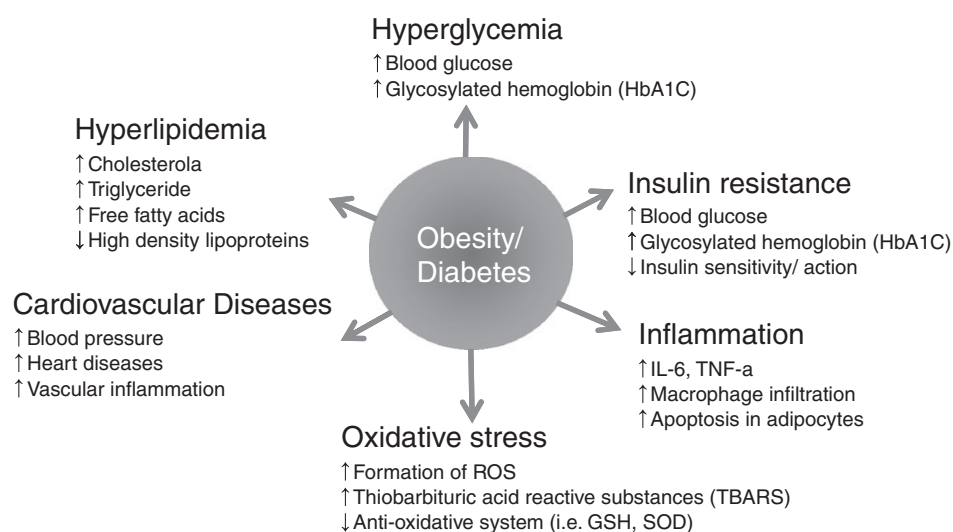 Hyperglycemia
↑Blood glucose
↑Glycosylated hemoglobin (HbA1C)
Hyperlipidemia
↑Cholesterola
↑Triglyceride
↑Free fatty acids
↓High density lipoproteins
Insulin resistance
↑Blood glucose
↑Glycosylated hemoglobin (HbA1C)
↓Insulin sensitivity/ action
Obesity/
Diabetes
Cardiovascular Diseases
↑Blood pressure
↑Heart diseases
↑Vascular inflammation
Inflammation
↑IL-6, TNF-a
↑Macrophage infiltration
↑Apoptosis in adipocytes
Oxidative stress
↑Formation of ROS
↑Thiobarbituric acid reactive substances (TBARS)
↓Anti-oxidative system (i.e. GSH, SOD)